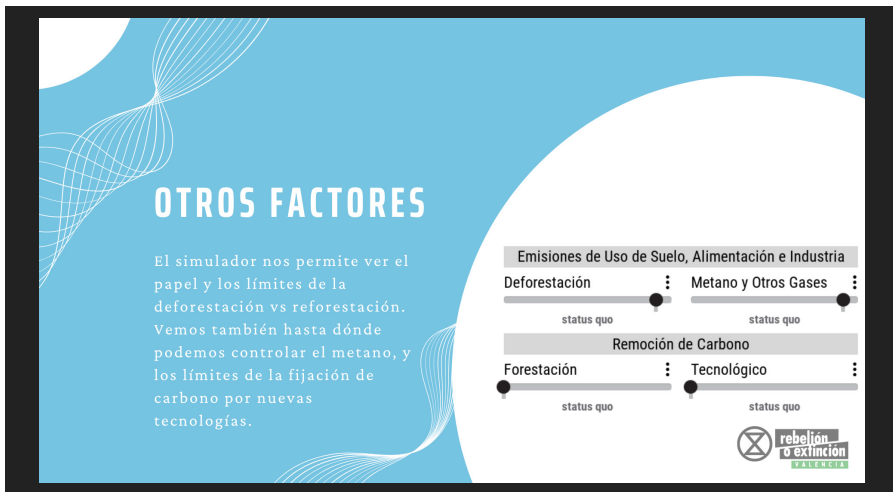 OTROS FACTORES
El simulador nos permite ver el
papel y los límites de la
deforestación vs reforestación.
Vemos también hasta dónde
podemos controlar el metano, y
los límites de la fijación de
carbono por nuevas
tecnologías.
Emisiones de Uso de Suelo, Alimentación e Industria
Deforestación
Metano y Otros Gases
status quo
status quo
Remoción de Carbono
Forestación
Tecnológico
status quo
status quo
rebelión
o extinción
VALENCIA